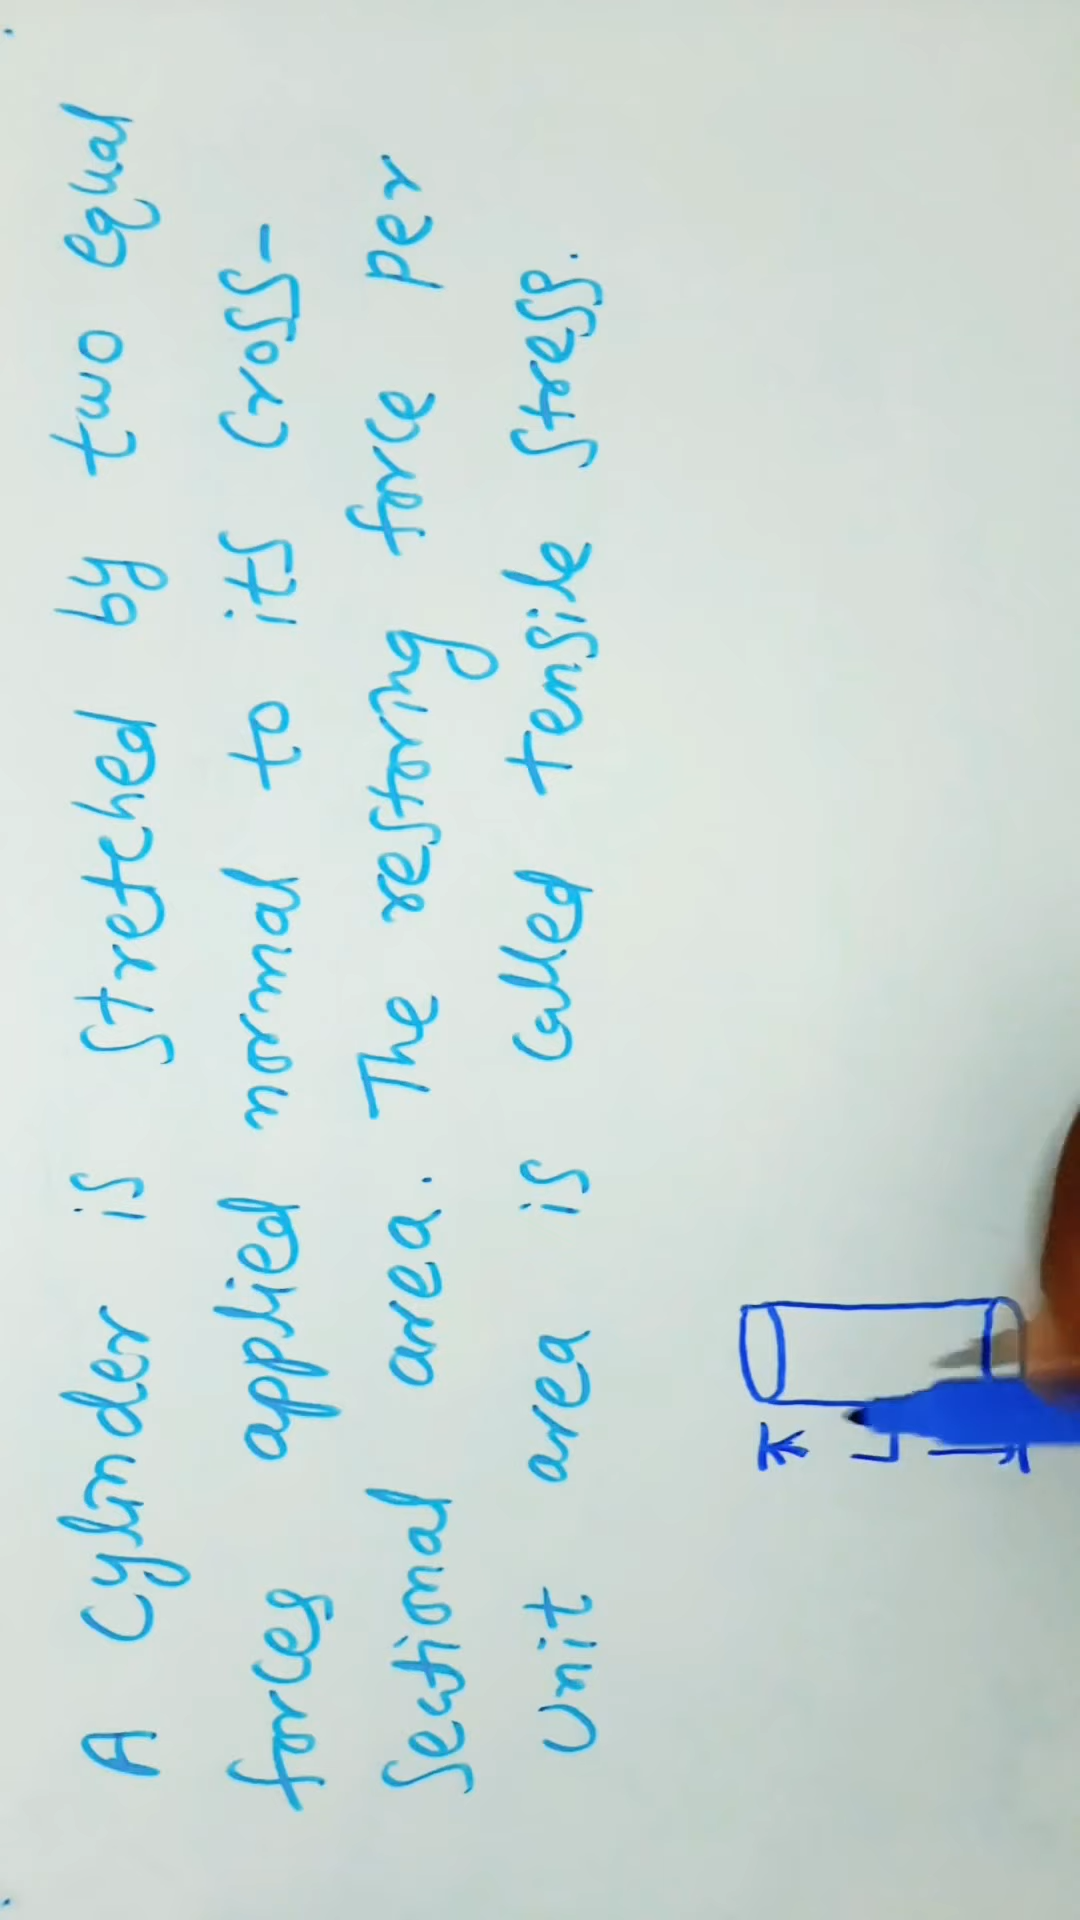 A Cylinder is stretched by two equal
forces applied normal to its cross-
sectional area. The restoring force per
unit area is called tensile stress.
L